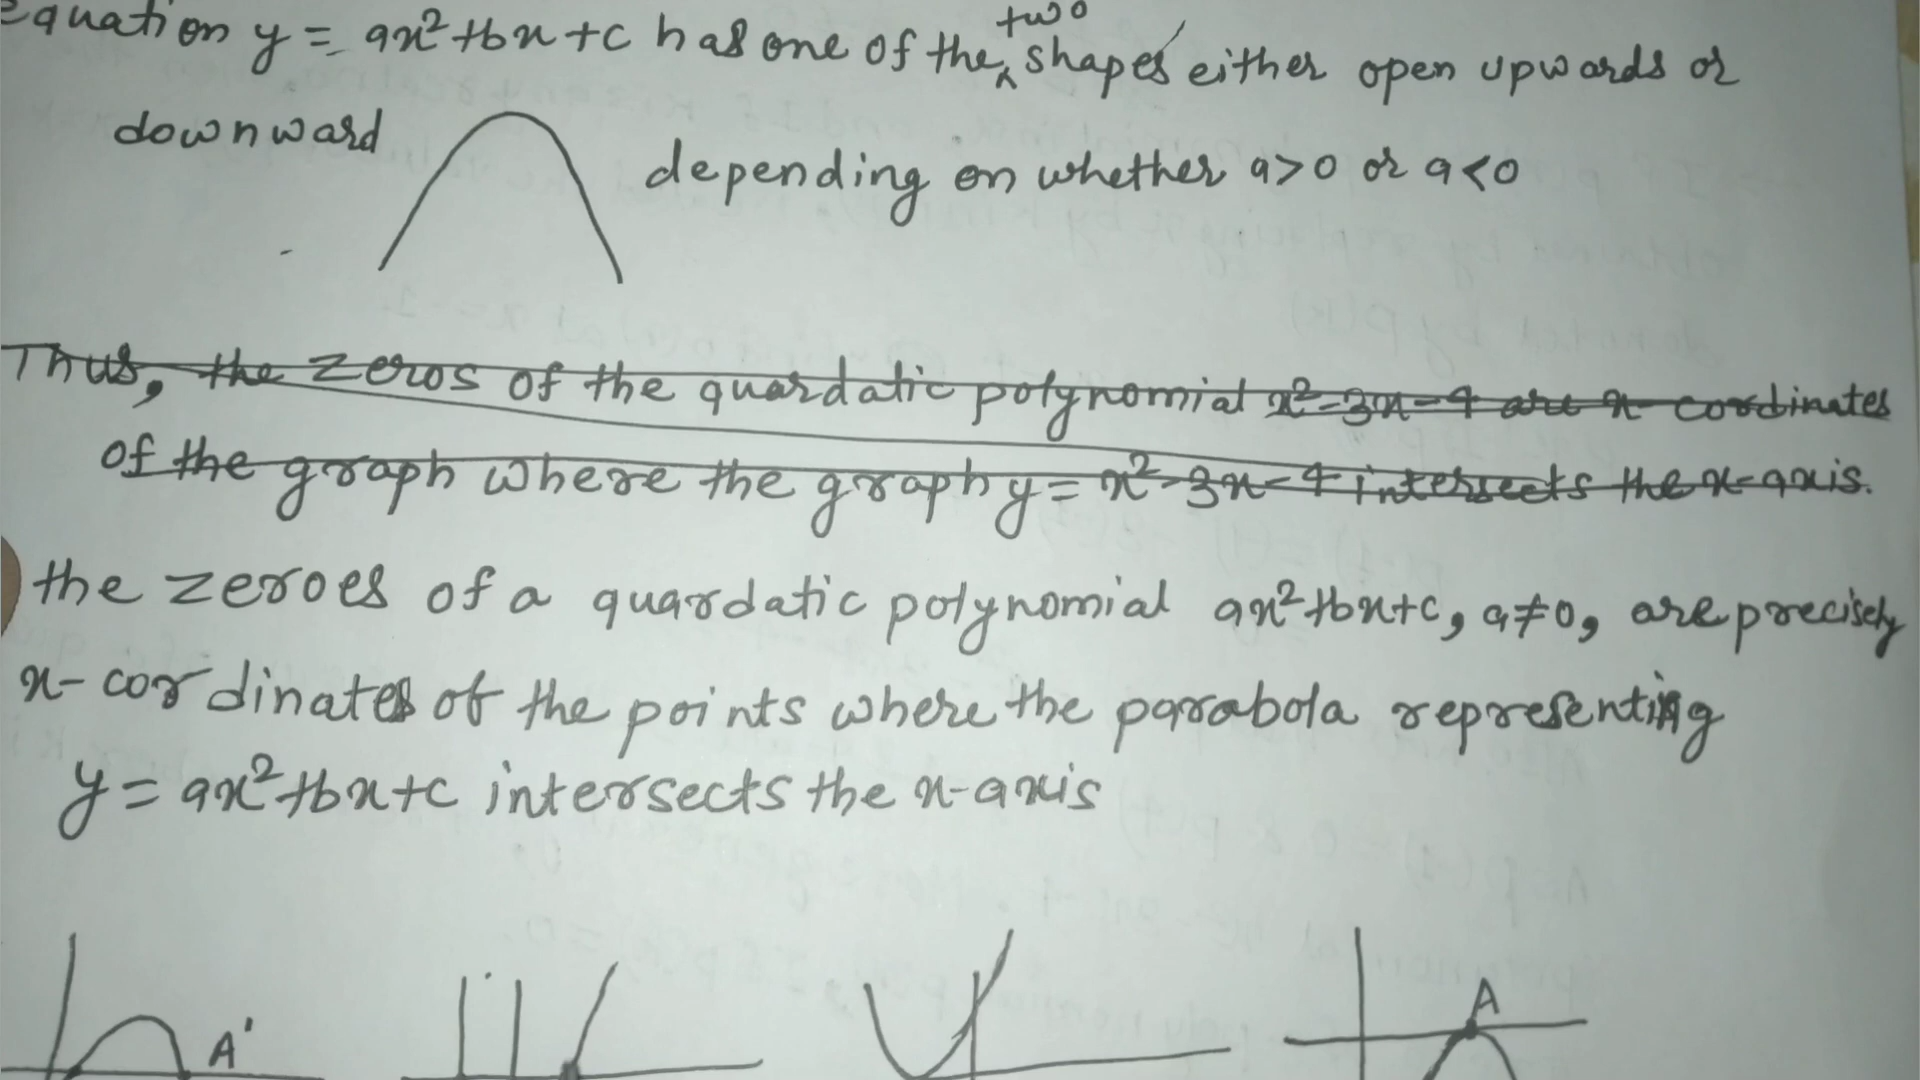 Equation y = ax²+bx+c has one of the two shapes either open upwards or
downward depending on whether a>0 or a<0
Thus, the zeros of the quardatic polynomial x²-3x-4 are x cordinates
of the graph where the graph y = x²-3x-4 intersects the x-axis.
the zeroes of a quardatic polynomial ax²+bx+c, a≠0, are precisely
x-cordinates of the points where the parabola representing
y = ax²+bx+c intersects the x-axis
A'
A